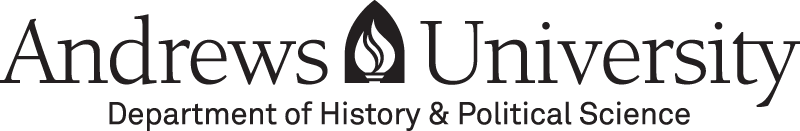 Andrews University
Department of History & Political Science